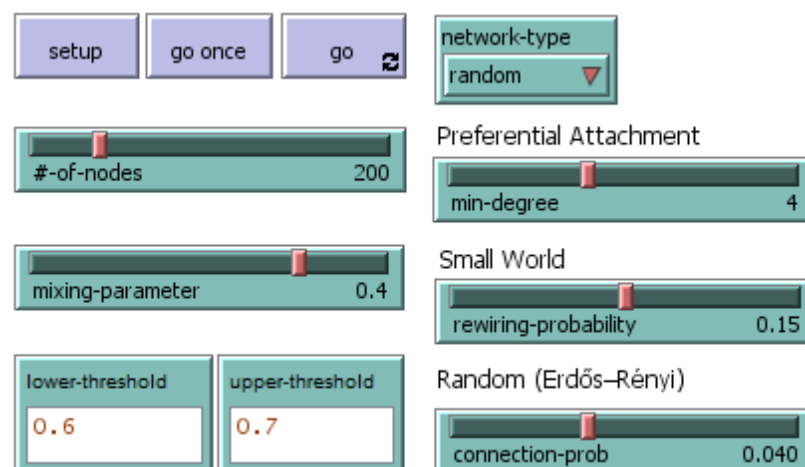 setup
go once
go
network-type
random
#-of-nodes 200
Preferential Attachment
min-degree 4
mixing-parameter 0.4
Small World
rewiring-probability 0.15
lower-threshold
0.6
upper-threshold
0.7
Random (Erdős–Rényi)
connection-prob 0.040